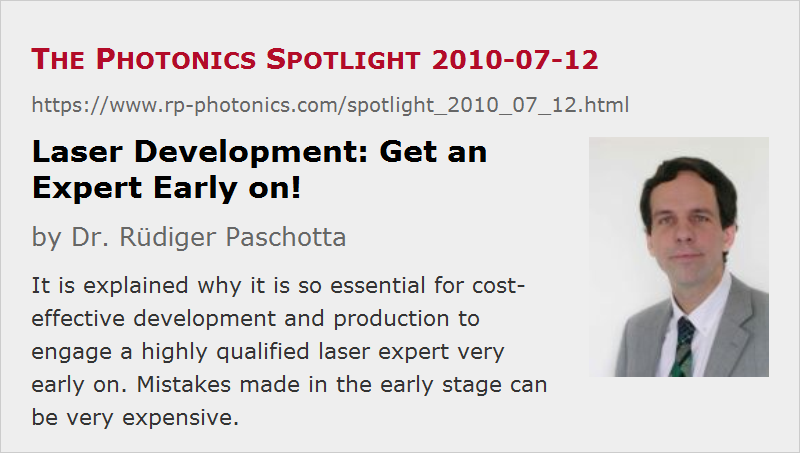 The Photonics Spotlight 2010-07-12
https://www.rp-photonics.com/spotlight_2010_07_12.html
Laser Development: Get an
Expert Early on!
by Dr. Rüdiger Paschotta
It is explained why it is so essential for cost-
effective development and production to
engage a highly qualified laser expert very
early on. Mistakes made in the early stage can
be very expensive.